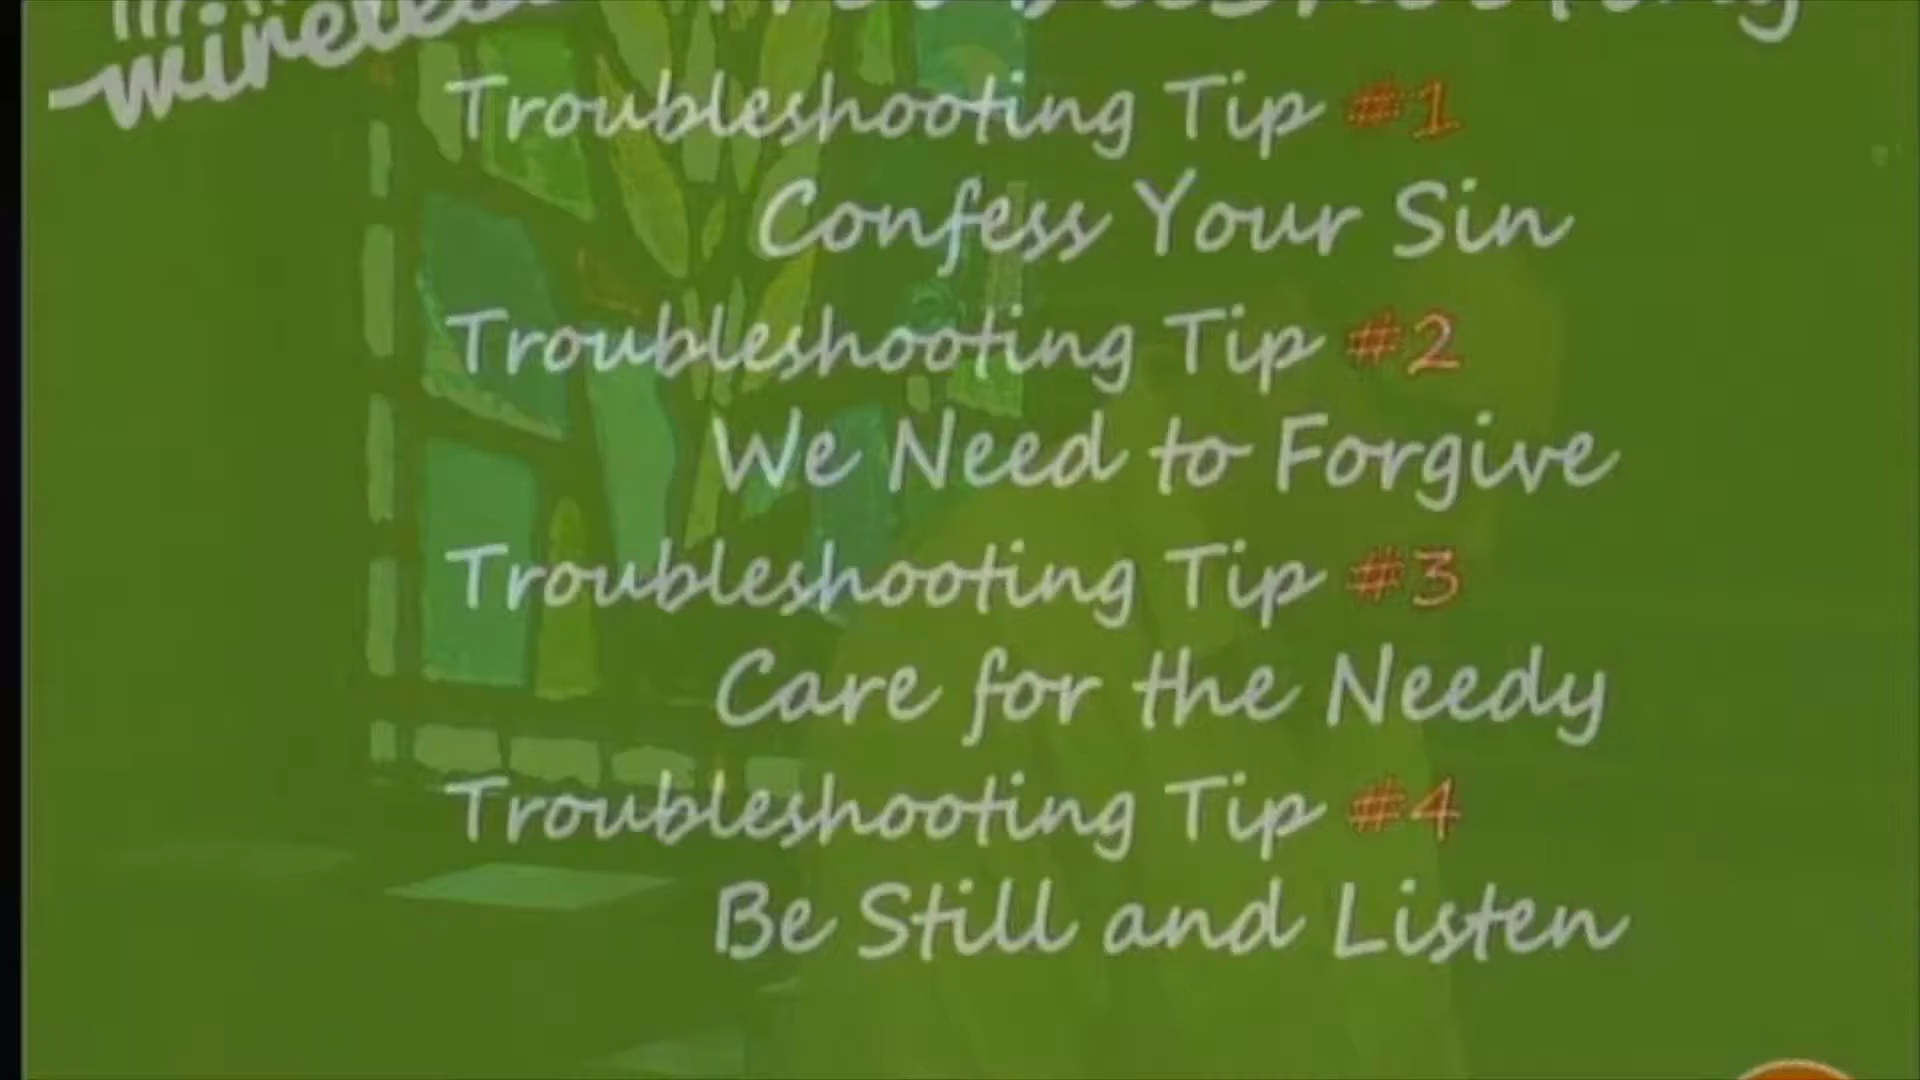 Troubleshooting
Troubleshooting Tip #1
Confess Your Sin
Troubleshooting Tip #2
We Need to Forgive
Troubleshooting Tip #3
Care for the Needy
Troubleshooting Tip #4
Be Still and Listen